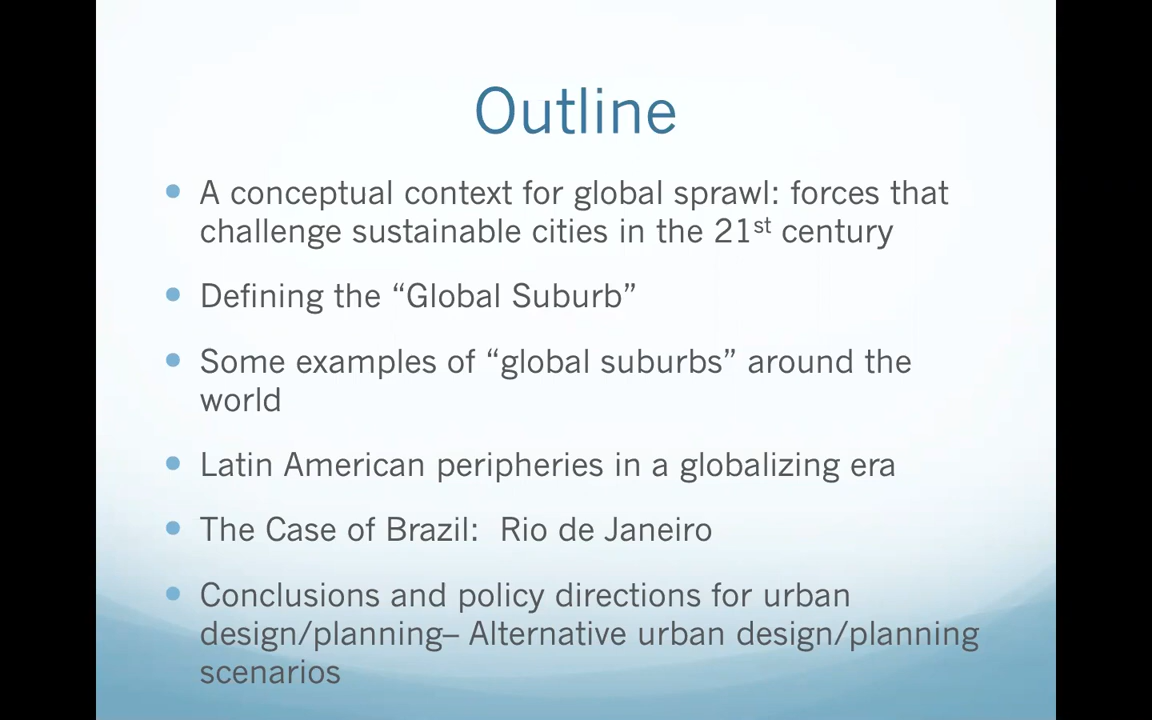 Outline
• A conceptual context for global sprawl: forces that
challenge sustainable cities in the 21st century
• Defining the “Global Suburb”
• Some examples of “global suburbs” around the
world
• Latin American peripheries in a globalizing era
• The Case of Brazil:  Rio de Janeiro
• Conclusions and policy directions for urban
design/planning– Alternative urban design/planning
scenarios